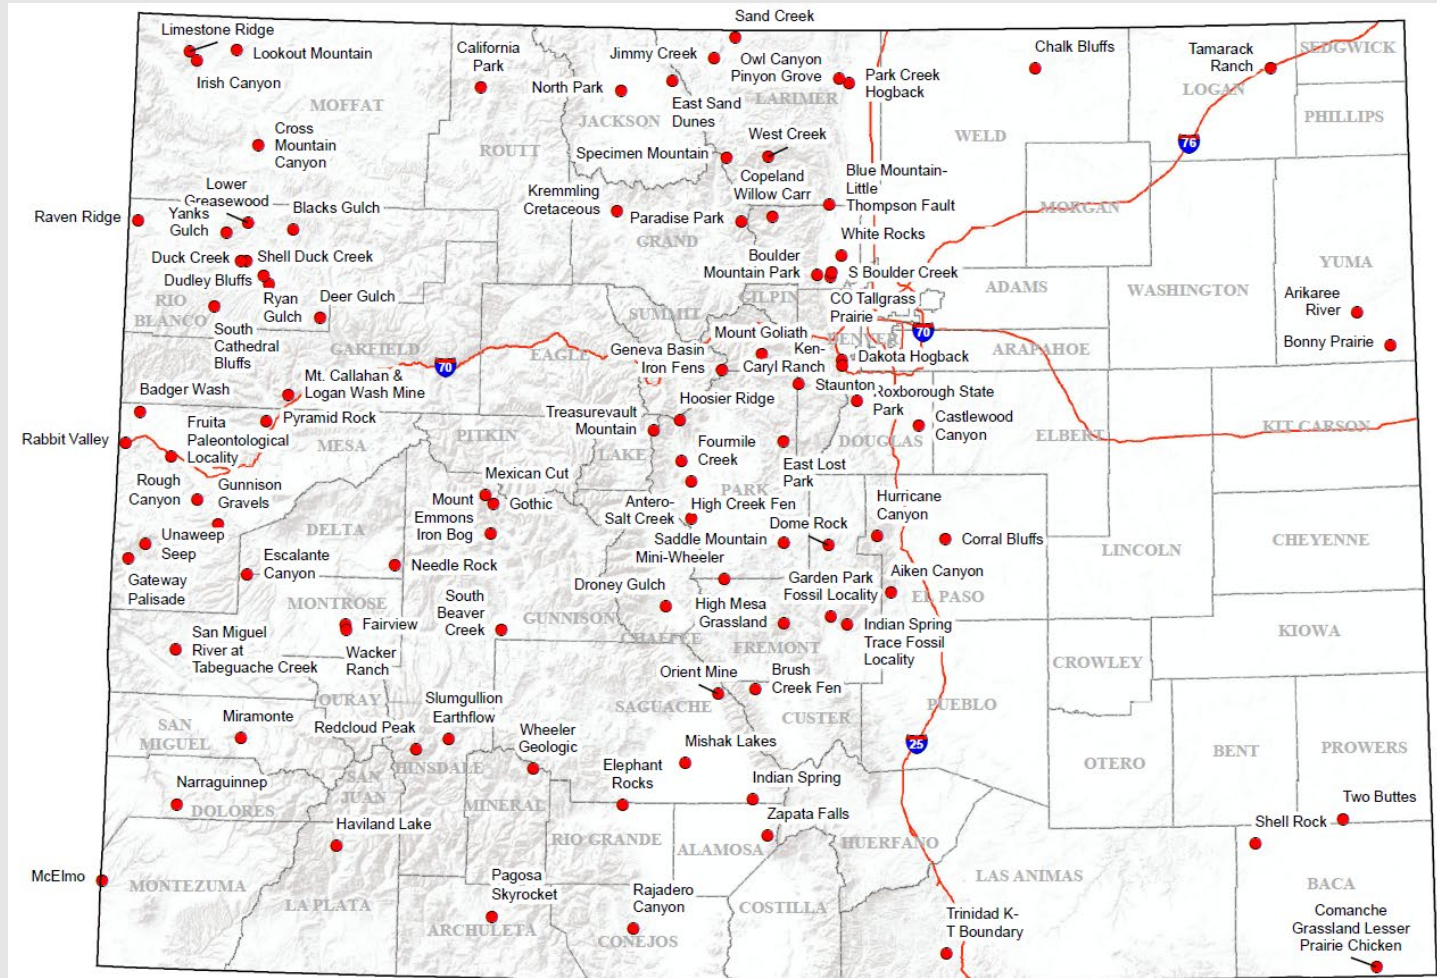 Sand Creek
Limestone Ridge
Lookout Mountain
Irish Canyon
California
Park
Jimmy Creek
North Park
Owl Canyon
Pinyon Grove
Park Creek
Hogback
East Sand
Dunes
Chalk Bluffs
Tamarack
Ranch
SEDGWICK
LOGAN
PHILLIPS
MOFFAT
JACKSON
LARIMER
WELD
ROUTT
76
Cross
Mountain
Canyon
West Creek
Specimen Mountain
Copeland
Willow Carr
Blue Mountain-
Little
Thompson Fault
Lower
Greasewood
Yanks
Gulch
Blacks Gulch
Raven Ridge
Kremmling
Cretaceous
Paradise Park
GRAND
MORGAN
White Rocks
Duck Creek
Shell Duck Creek
Dudley Bluffs
Ryan
Gulch
Deer Gulch
RIO
BLANCO
South
Cathedral
Bluffs
Boulder
Mountain Park
S Boulder Creek
CO Tallgrass
Prairie
GILPIN
ADAMS
WASHINGTON
YUMA
Arikaree
River
Bonny Prairie
SUMMIT
GARFIELD
EAGLE
70
Mount Goliath
Geneva Basin
Iron Fens
Ken-
Caryl Ranch
DENVER
70
Dakota Hogback
ARAPAHOE
Staunton
Roxborough State
Park
Castlewood
Canyon
Badger Wash
Mt. Callahan &
Logan Wash Mine
Pyramid Rock
Hoosier Ridge
Treasurevault
Mountain
Rabbit Valley
Fruita
Paleontological
Locality
MESA
PITKIN
LAKE
Fourmile
Creek
East Lost
Park
DOUGLAS
ELBERT
KIT CARSON
Rough
Canyon
Gunnison
Gravels
Mexican Cut
Gothic
Mount
Emmons
Iron Bog
PARK
Antero-
Salt Creek
High Creek Fen
Hurricane
Canyon
Dome Rock
Saddle Mountain
Mini-Wheeler
Corral Bluffs
LINCOLN
CHEYENNE
DELTA
Unaweep
Seep
Gateway
Palisade
Escalante
Canyon
Needle Rock
South
Beaver
Creek
Droney Gulch
High Mesa
Grassland
Garden Park
Fossil Locality
Aiken Canyon
EL PASO
MONTROSE
GUNNISON
CHAFFEE
FREMONT
Indian Spring
Trace Fossil
Locality
KIOWA
San Miguel
River at
Tabeguache Creek
Fairview
Wacker
Ranch
CROWLEY
Orient Mine
Brush
Creek Fen
OURAY
SAGUACHE
CUSTER
PUEBLO
SAN
MIGUEL
Miramonte
Redcloud Peak
Slumgullion
Earthflow
Wheeler
Geologic
Mishak Lakes
25
OTERO
BENT
PROWERS
Narraguinnep
DOLORES
SAN
JUAN
HINSDALE
MINERAL
Elephant
Rocks
Indian Spring
Zapata Falls
Two Buttes
Shell Rock
Haviland Lake
RIO GRANDE
ALAMOSA
HUERFANO
McElmo
MONTEZUMA
LA PLATA
Pagosa
Skyrocket
ARCHULETA
Rajadero
Canyon
CONEJOS
COSTILLA
LAS ANIMAS
Trinidad K-
T Boundary
BACA
Comanche
Grassland Lesser
Prairie Chicken